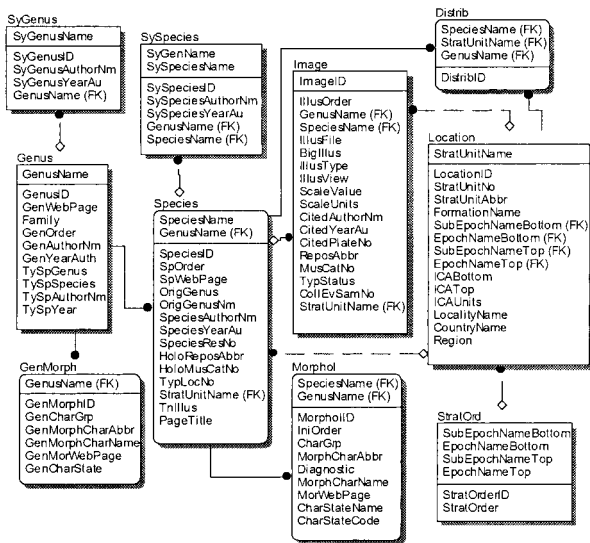 SyGenus
SyGenusName
SyGenusID
SyGenusAuthorNm
SyGenusYearAu
GenusName (FK)
SySpecies
SyGenName
SySpeciesName
SySpeciesID
SySpeciesAuthorNm
SySpeciesYearAu
GenusName (FK)
SpeciesName (FK)
Image
ImageID
IllusOrder
GenusName (FK)
SpeciesName (FK)
IllusFile
BigIllus
IllusType
IllusView
ScaleValue
ScaleUnits
CitedAuthorNm
CitedYearAu
CitedPlateNo
ReposAbbr
MusCatNo
TypStatus
CollEvSamNo
StratUnitName (FK)
Distrib
SpeciesName (FK)
StratUnitName (FK)
GenusName (FK)
DistribID
Location
StratUnitName
LocationID
StratUnitNo
StratUnitAbbr
FormationName
SubEpochNameBottom (FK)
EpochNameBottom (FK)
SubEpochNameTop (FK)
EpochNameTop (FK)
ICABottom
ICATop
ICAUnits
LocalityName
CountryName
Region
Genus
GenusName
GenusID
GenWebPage
Family
GenOrder
GenAuthorNm
GenYearAuth
TySpGenus
TySpSpecies
TySpAuthorNm
TySpYear
Species
SpeciesName
GenusName (FK)
SpeciesID
SpOrder
SpWebPage
OrigGenus
OrigGenusNm
SpeciesAuthorNm
SpeciesYearAu
SpeciesResNo
HoloReposAbbr
HoloMusCatNo
TypLocNo
StratUnitName (FK)
TnIllus
PageTitle
GenMorph
GenusName (FK)
GenMorphID
GenCharGrp
GenMorphCharAbbr
GenMorphCharName
GenMorWebPage
GenCharState
Morphol
SpeciesName (FK)
GenusName (FK)
MorpholID
IniOrder
CharGrp
MorphCharAbbr
Diagnostic
MorphCharName
MorWebPage
CharStateName
CharStateCode
StratOrd
SubEpochNameBottom
EpochNameBottom
SubEpochNameTop
EpochNameTop
StratOrderID
StratOrder